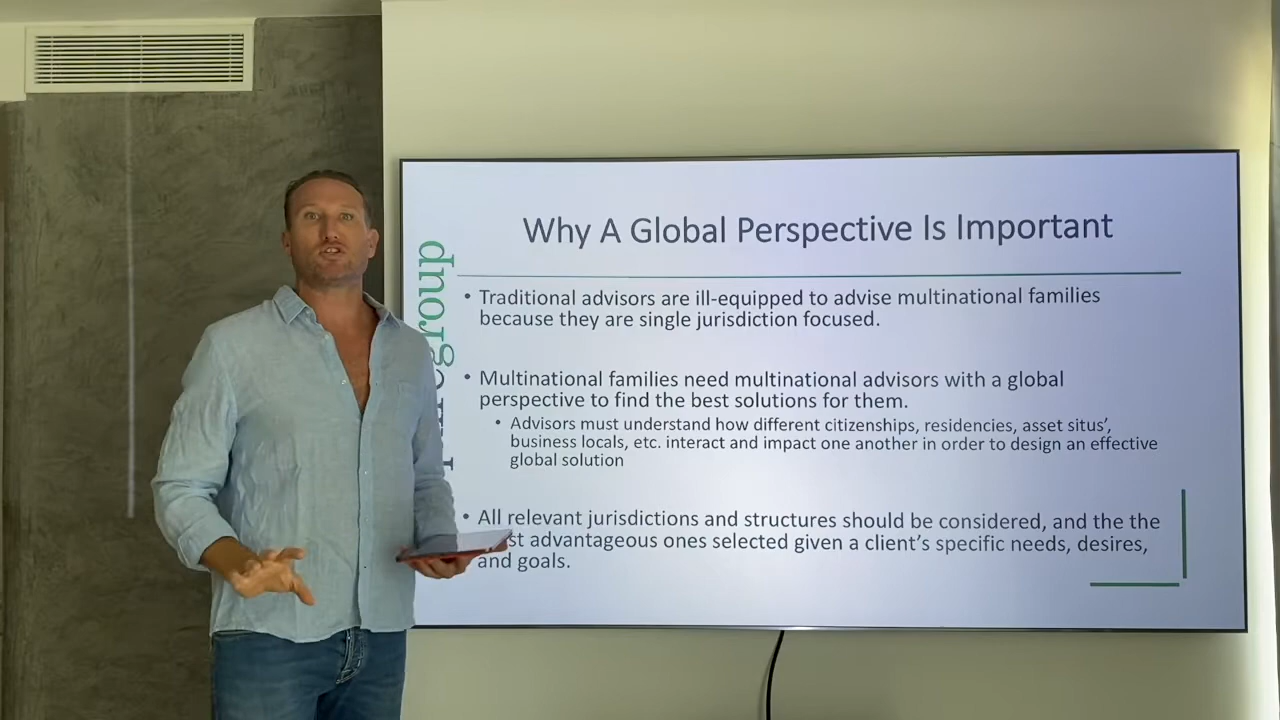 Why A Global Perspective Is Important
group
• Traditional advisors are ill-equipped to advise multinational families
because they are single jurisdiction focused.
• Multinational families need multinational advisors with a global
perspective to find the best solutions for them.
• Advisors must understand how different citizenships, residencies, asset situs’,
business locals, etc. interact and impact one another in order to design an effective
global solution
• All relevant jurisdictions and structures should be considered, and the the
advantageous ones selected given a client’s specific needs, desires,
and goals.